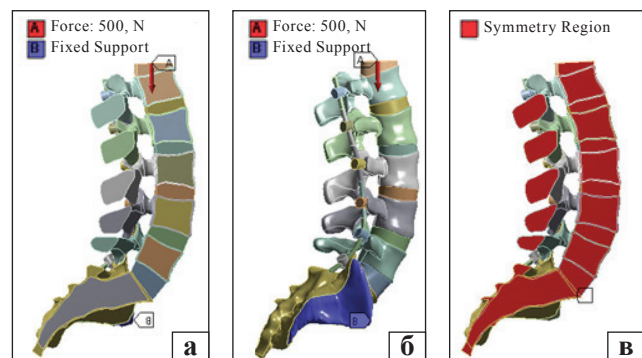 A Force: 500, N
B Fixed Support
A
B
а
A Force: 500, N
B Fixed Support
A
B
б
Symmetry Region
в